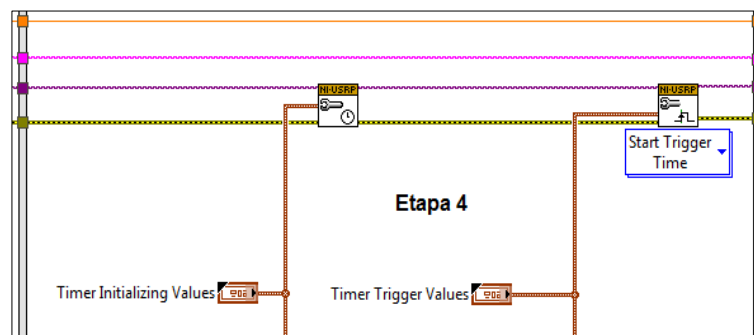 NI-USRP
NI-USRP
Start Trigger
Time
Etapa 4
Timer Initializing Values
Timer Trigger Values